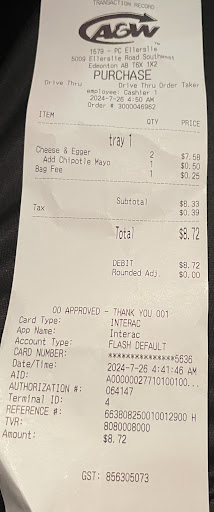 TRANSACTION RECORD
A&W
1579 - PC Ellerslie
5009 Ellerslie Road Southwest
Edmonton AB T6X 1X2
PURCHASE
Drive Thru Drive Thru Order Taker
employee: Cashier 1
2024-7-26 4:50 AM
Order # 3000046962
ITEM QTY PRICE
tray 1
Cheese & Egger 2 $7.58
Add Chipotle Mayo 1 $0.50
Bag Fee 1 $0.25
Subtotal $8.33
Tax $0.39
Total $8.72
DEBIT $8.72
Rounded Adj. $0.00
00 APPROVED - THANK YOU 001
Card Type: INTERAC
App Name: Interac
Account Type: FLASH DEFAULT
CARD NUMBER: ***************5636
Date/Time: 2024-7-26 4:41:46 AM
AID: A0000027710100100...
AUTHORIZATION #: 064147
Terminal ID: 4
REFERENCE #: 663808250010012900 H
TVR: 8080008000
Amount: $8.72
GST: 856305073